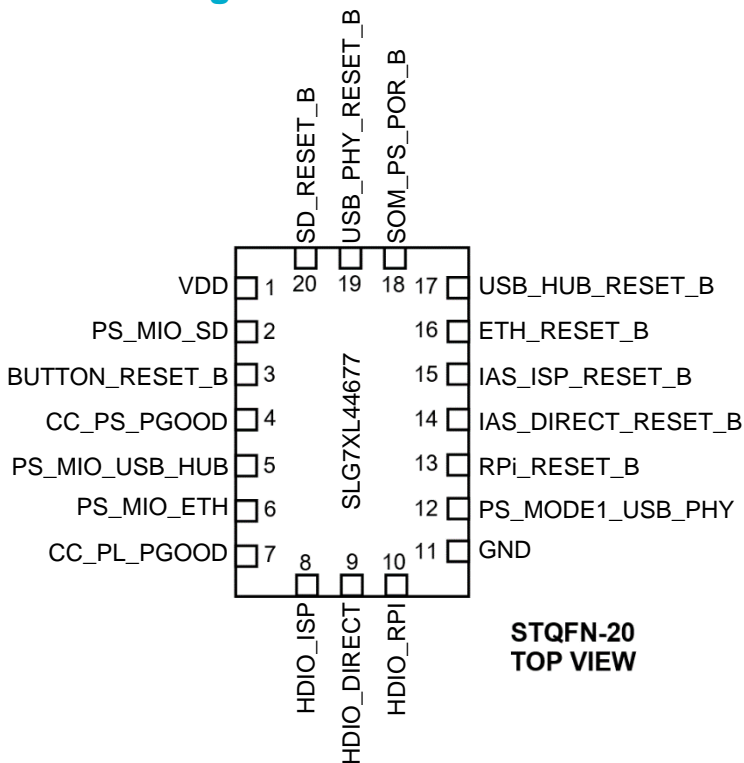 SD_RESET_B
USB_PHY_RESET_B
SOM_PS_POR_B
VDD 1
PS_MIO_SD 2
BUTTON_RESET_B 3
CC_PS_PGOOD 4
PS_MIO_USB_HUB 5
PS_MIO_ETH 6
CC_PL_PGOOD 7
20 19 18
SLG7XL44677
17 USB_HUB_RESET_B
16 ETH_RESET_B
15 IAS_ISP_RESET_B
14 IAS_DIRECT_RESET_B
13 RPi_RESET_B
12 PS_MODE1_USB_PHY
11 GND
8 9 10
HDIO_ISP
HDIO_DIRECT
HDIO_RPI
STQFN-20
TOP VIEW